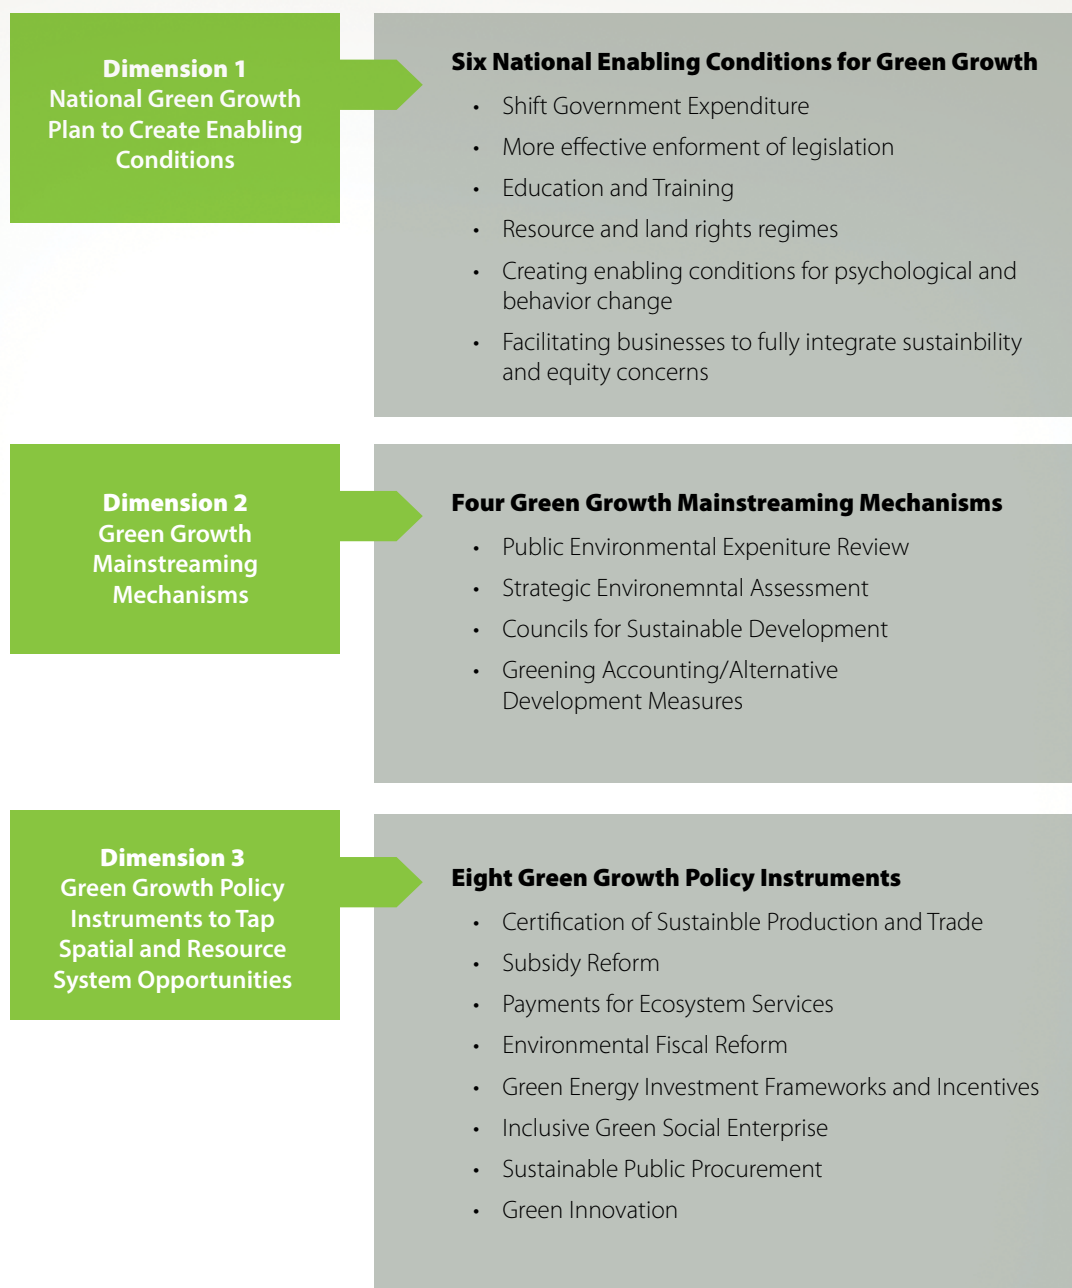 Dimension 1
National Green Growth
Plan to Create Enabling
Conditions
Six National Enabling Conditions for Green Growth
• Shift Government Expenditure
• More effective enforment of legislation
• Education and Training
• Resource and land rights regimes
• Creating enabling conditions for psychological and
behavior change
• Facilitating businesses to fully integrate sustainbility
and equity concerns
Dimension 2
Green Growth
Mainstreaming
Mechanisms
Four Green Growth Mainstreaming Mechanisms
• Public Environmental Expeniture Review
• Strategic Environemntal Assessment
• Councils for Sustainable Development
• Greening Accounting/Alternative
Development Measures
Dimension 3
Green Growth Policy
Instruments to Tap
Spatial and Resource
System Opportunities
Eight Green Growth Policy Instruments
• Certification of Sustainble Production and Trade
• Subsidy Reform
• Payments for Ecosystem Services
• Environmental Fiscal Reform
• Green Energy Investment Frameworks and Incentives
• Inclusive Green Social Enterprise
• Sustainable Public Procurement
• Green Innovation